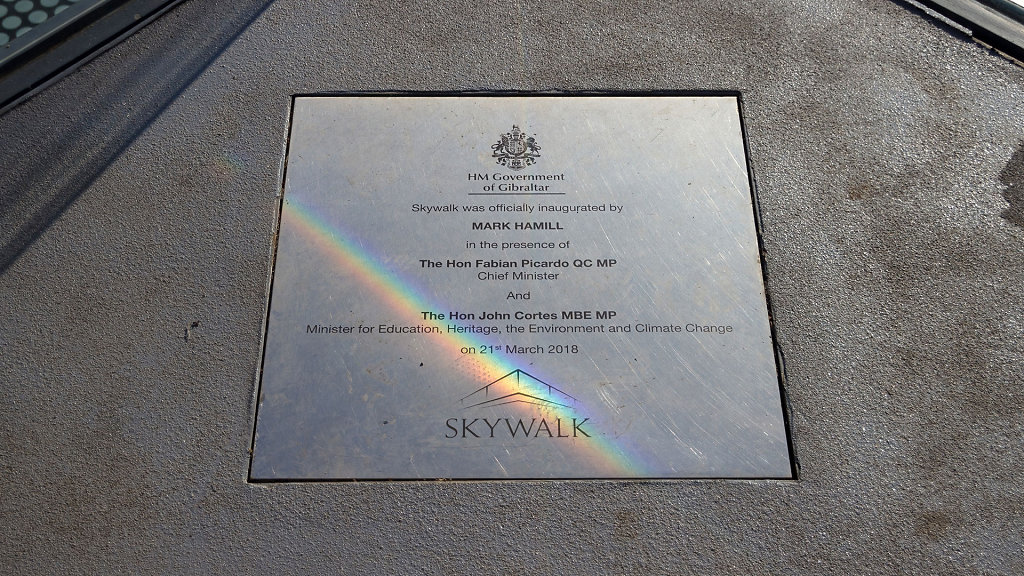 HM Government
of Gibraltar
Skywalk was officially inaugurated by
MARK HAMILL
in the presence of
The Hon Fabian Picardo QC MP
Chief Minister
And
The Hon John Cortes MBE MP
Minister for Education, Heritage, the Environment and Climate Change
on 21st March 2018
SKYWALK